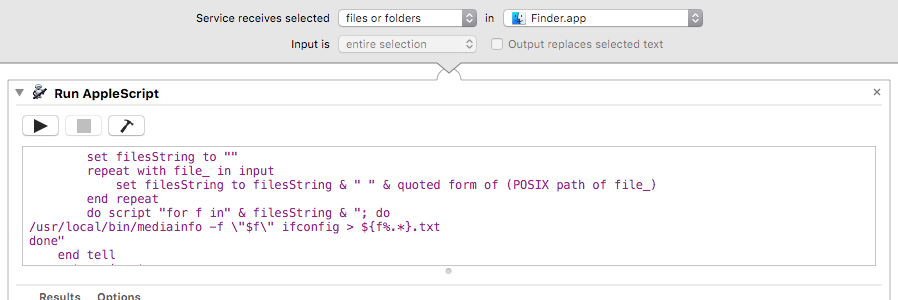 Service receives selected files or folders in Finder.app
Input is entire selection Output replaces selected text
Run AppleScript
set filesString to ""
repeat with file_ in input
set filesString to filesString & " " & quoted form of (POSIX path of file_)
end repeat
do script "for f in" & filesString & "; do
/usr/local/bin/mediainfo -f \"$f\" ifconfig > ${f%.*}.txt
done"
end tell
Results Options